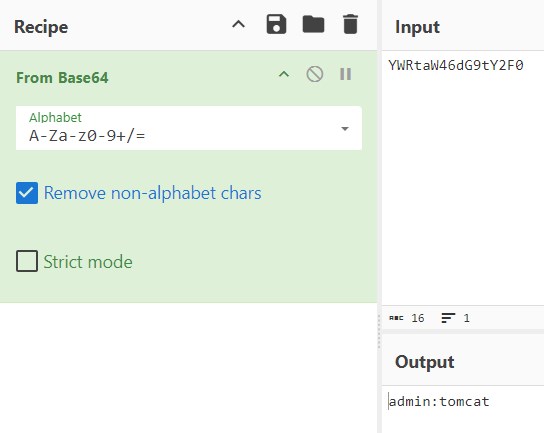 Recipe
From Base64
Alphabet
A-Za-z0-9+/=
Remove non-alphabet chars
Strict mode
Input
YWRtaW46dG9tY2F0
ABC 16 1
Output
admin:tomcat